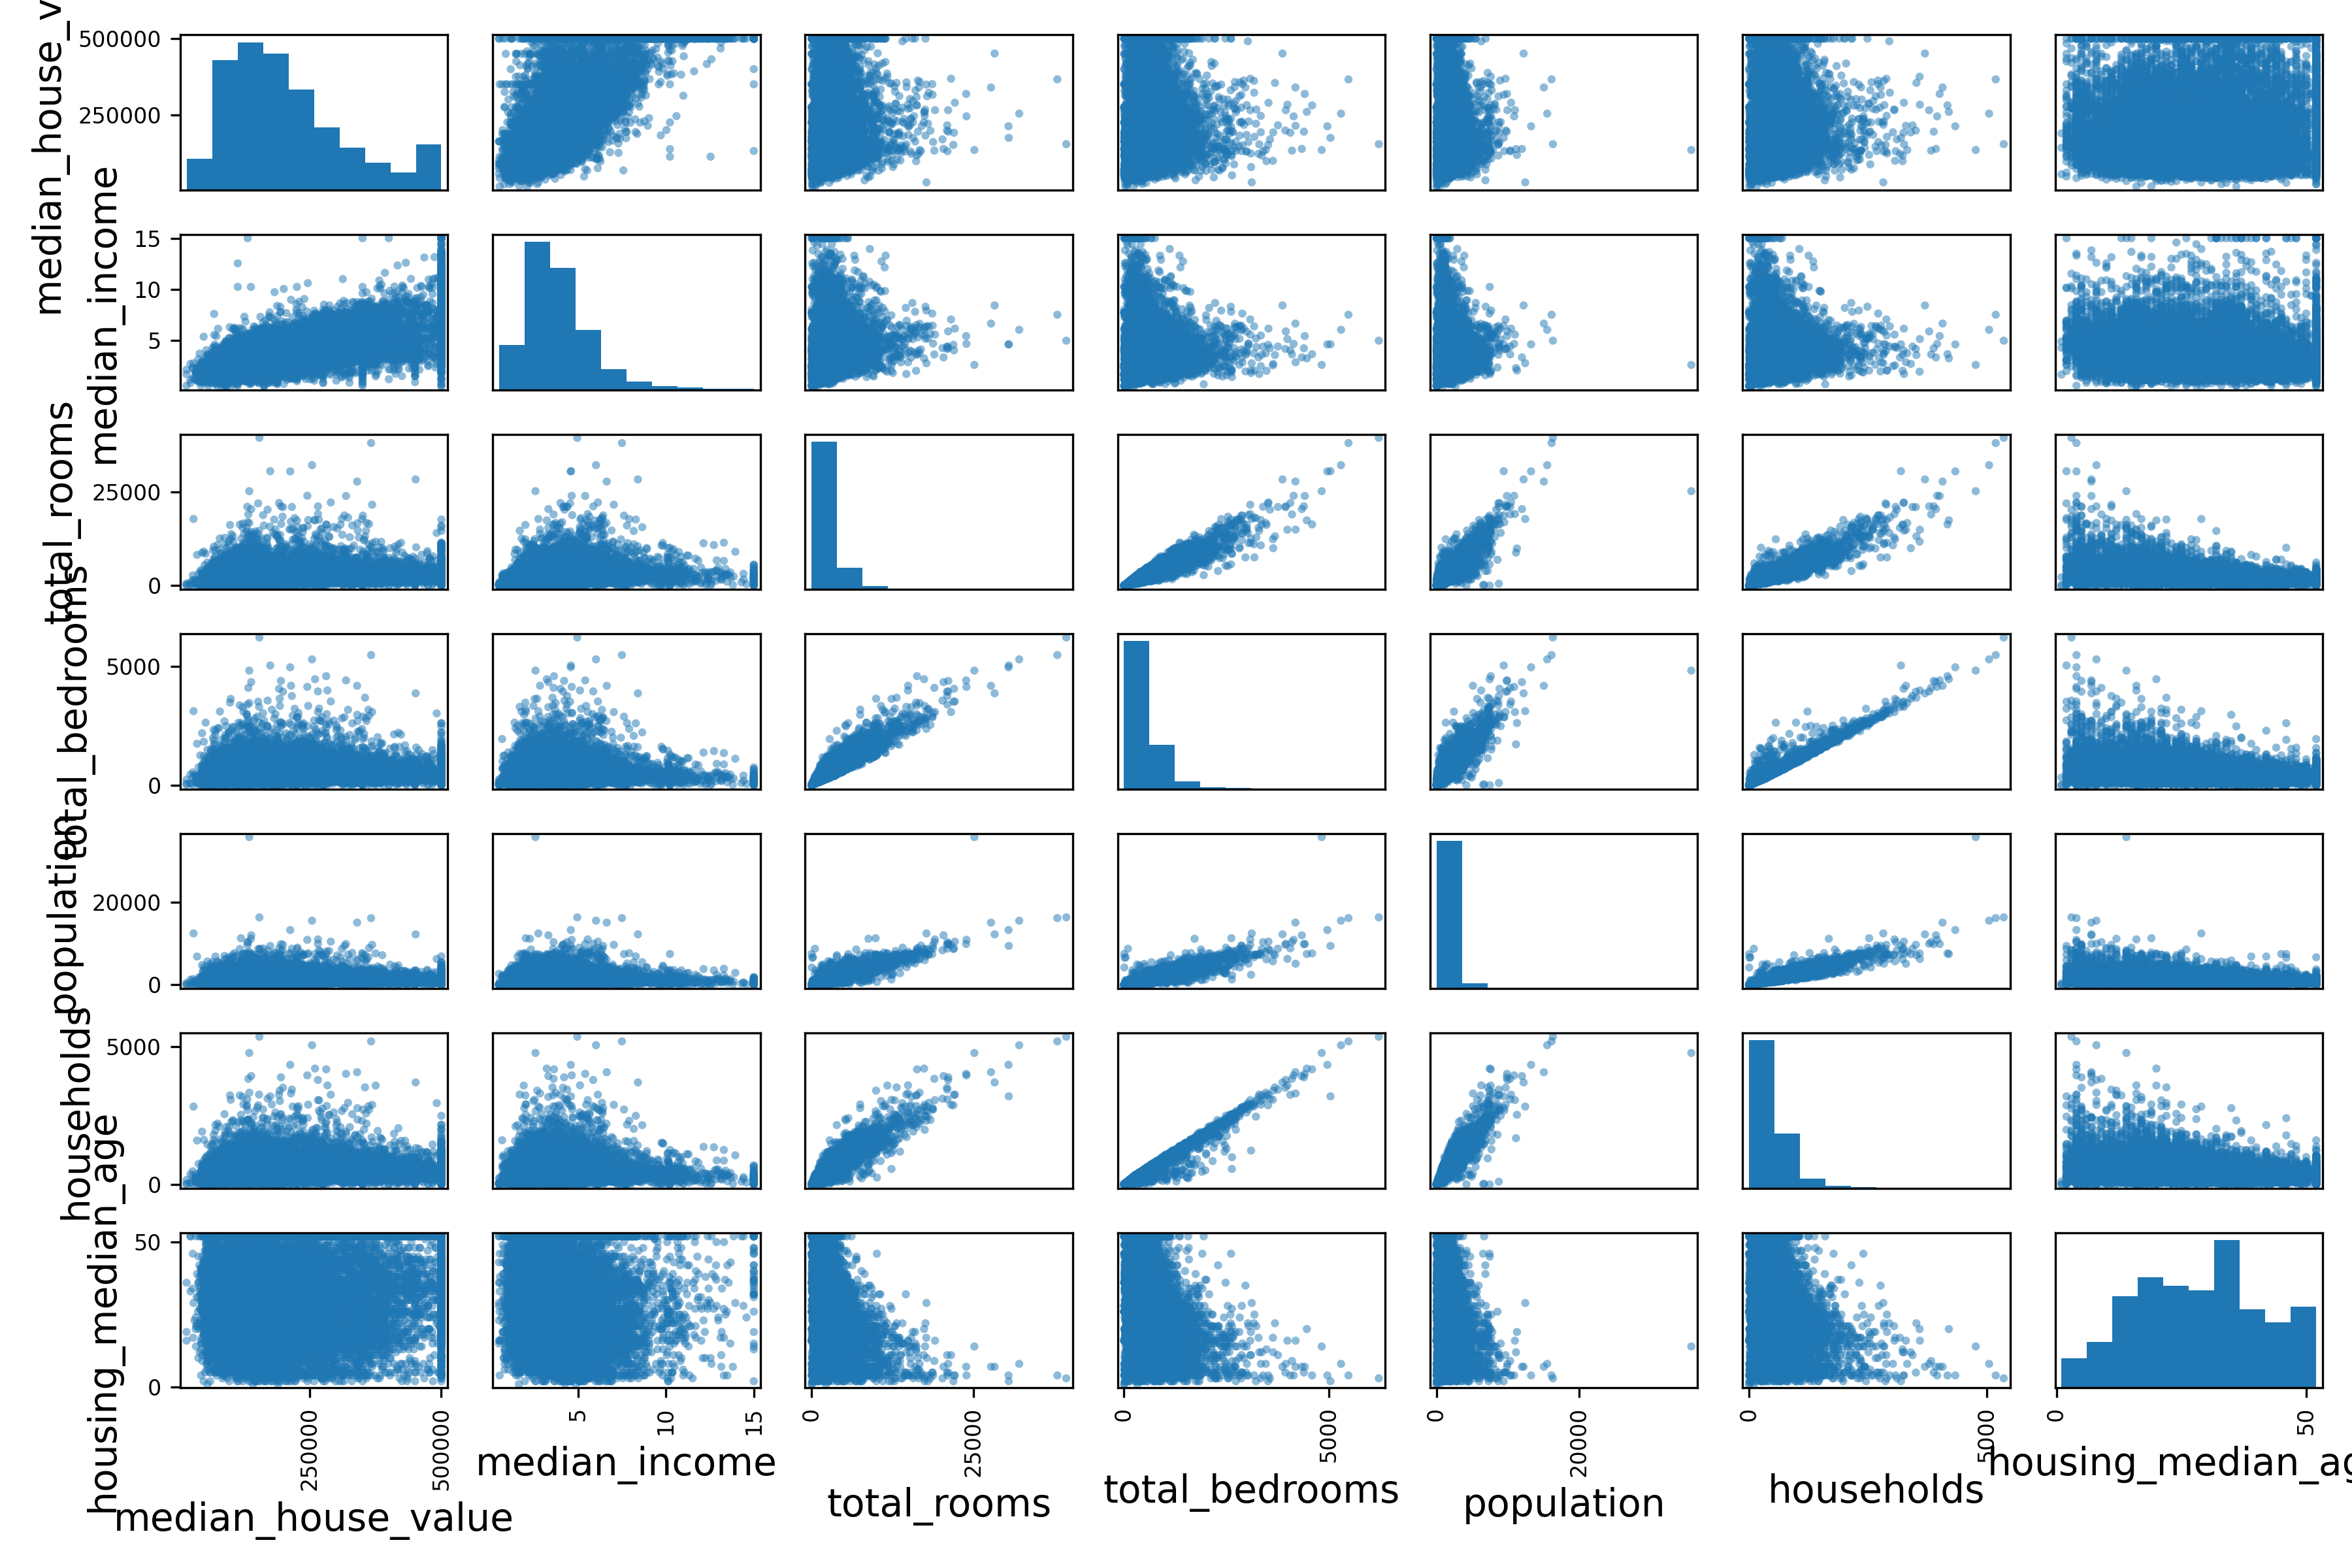 median_house_v
500000
250000
median_income
15
10
5
total_rooms
25000
0
total_bedrooms
5000
0
population
20000
0
households
5000
0
housing_median_age
50
0
250000
500000
median_house_value
5
10
15
median_income
0
25000
total_rooms
0
5000
total_bedrooms
0
20000
population
0
5000
households
0
50
housing_median_ag